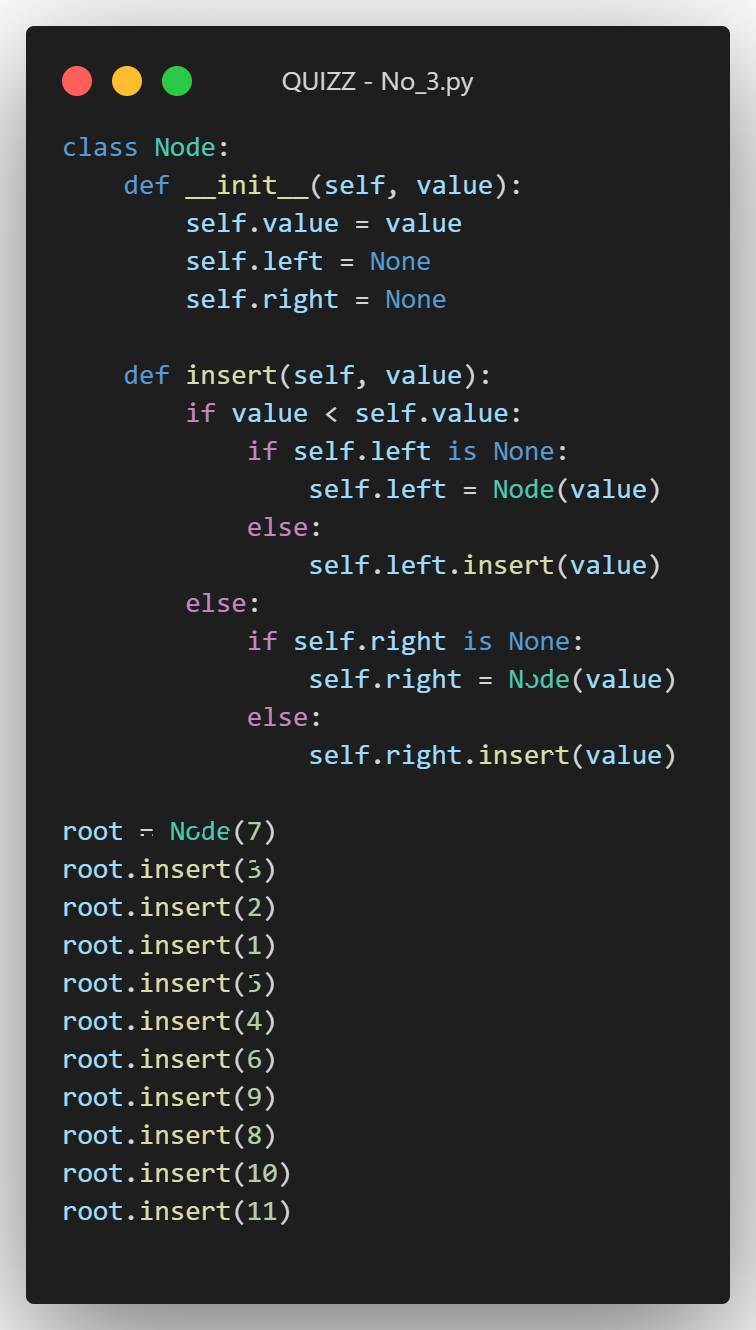 QUIZZ - No_3.py
class Node:
    def __init__(self, value):
        self.value = value
        self.left = None
        self.right = None

    def insert(self, value):
        if value < self.value:
            if self.left is None:
                self.left = Node(value)
            else:
                self.left.insert(value)
        else:
            if self.right is None:
                self.right = Node(value)
            else:
                self.right.insert(value)

root = Node(7)
root.insert(3)
root.insert(2)
root.insert(1)
root.insert(5)
root.insert(4)
root.insert(6)
root.insert(9)
root.insert(8)
root.insert(10)
root.insert(11)